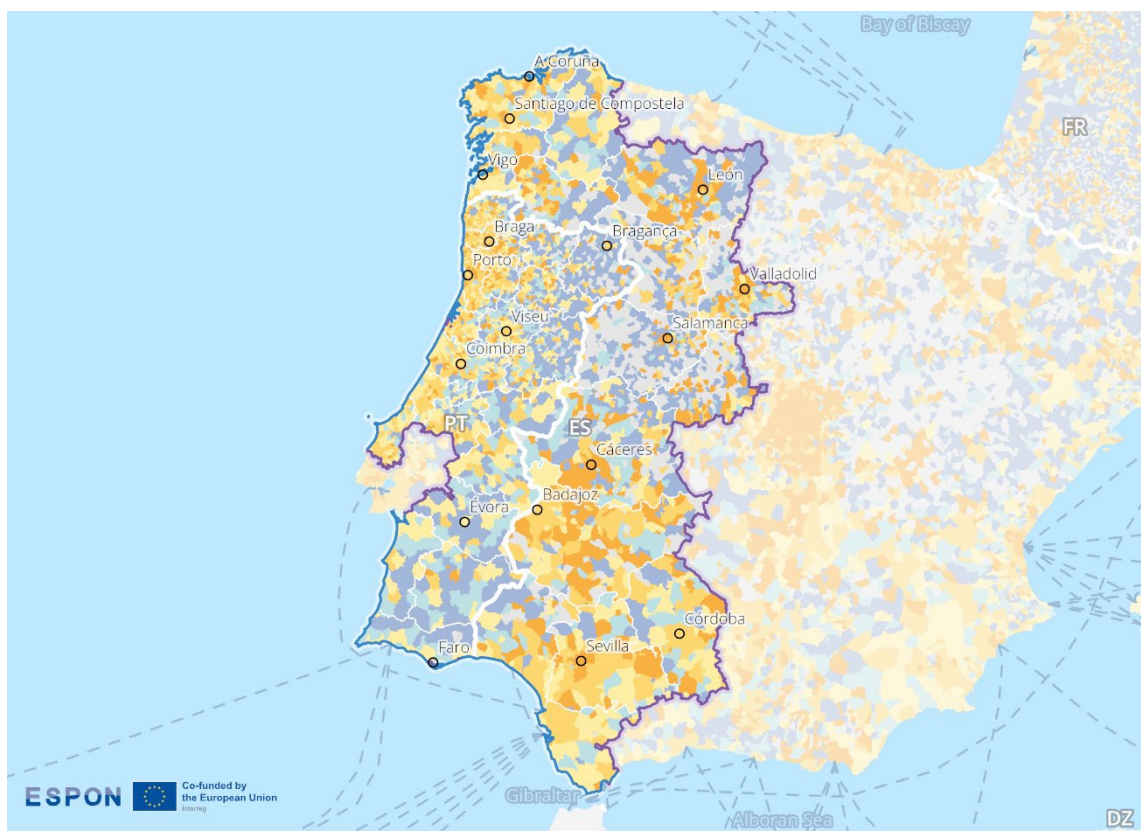 Bay of Biscay
A Coruña
Santiago de Compostela
FR
Vigo
León
Braga
Bragança
Porto
Valladolid
Viseu
Salamanca
Coimbra
PT
ES
Cáceres
Badajoz
Évora
Córdoba
Sevilla
Faro
ESPON
Co-funded by
the European Union
Interreg
Gibraltar
Alboran Sea
DZ